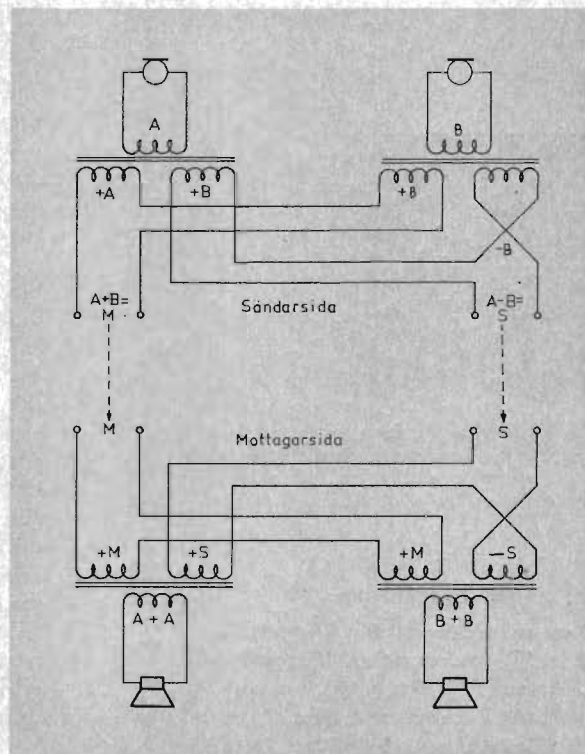 A
B
+A
+B
+B
-B
A+B=
M
Sändarsida
A-B=
S
M
Mottagarsida
S
+M
+S
+M
-S
A + A
B + B